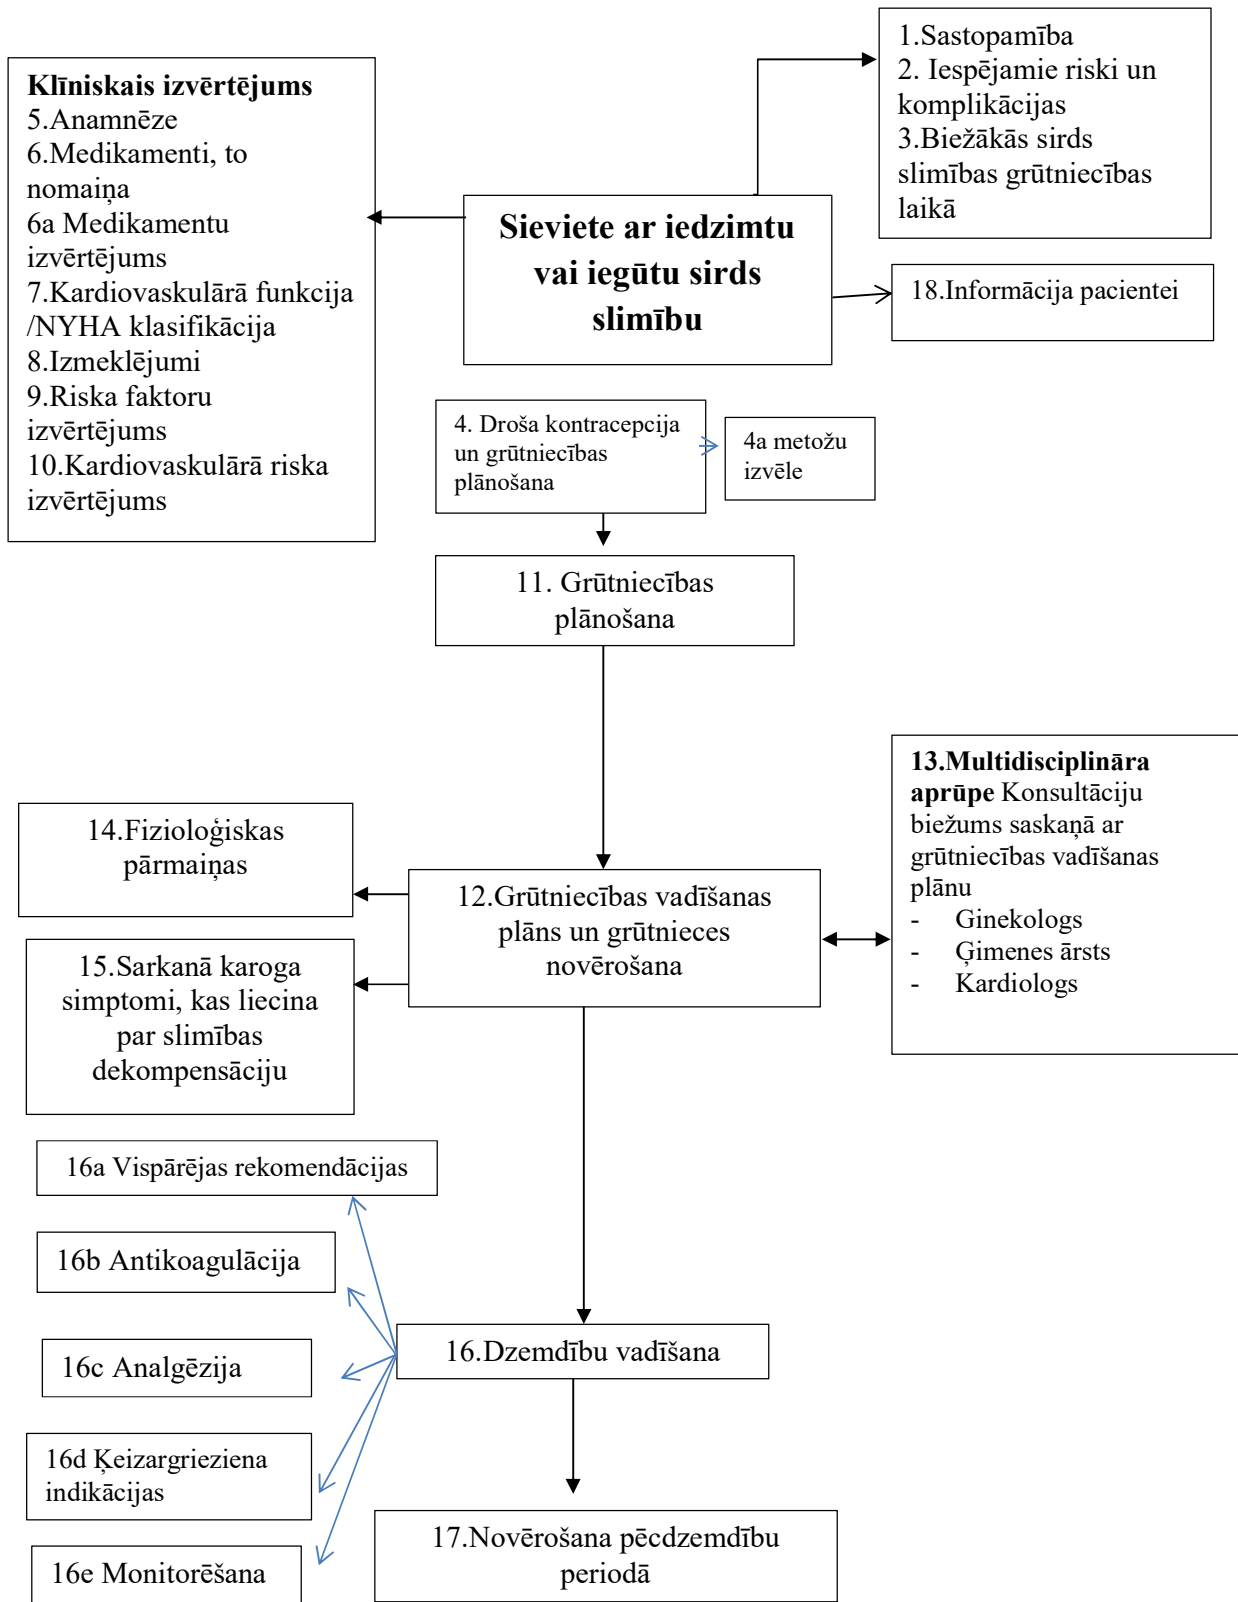 1.Sastopamība
2. Iespējamie riski un
komplikācijas
3.Biežākās sirds
slimības grūtniecības
laikā
Klīniskais izvērtējums
5.Anamnēze
6.Medikamenti, to
nomaiņa
6a Medikamentu
izvērtējums
7.Kardiovaskulārā funkcija
/NYHA klasifikācija
8.Izmeklējumi
9.Riska faktoru
izvērtējums
10.Kardiovaskulārā riska
izvērtējums
Sieviete ar iedzimtu
vai iegūtu sirds
slimību
18.Informācija pacientei
4. Droša kontracepcija
un grūtniecības
plānošana
4a metožu
izvēle
11. Grūtniecības
plānošana
13.Multidisciplināra
aprūpe Konsultāciju
biežums saskaņā ar
grūtniecības vadīšanas
plānu
- Ginekologs
- Ģimenes ārsts
- Kardiologs
14.Fizioloģiskas
pārmaiņas
12.Grūtniecības vadīšanas
plāns un grūtnieces
novērošana
15.Sarkanā karoga
simptomi, kas liecina
par slimības
dekompensāciju
16a Vispārējas rekomendācijas
16b Antikoagulācija
16c Analgēzija
16.Dzemdību vadīšana
16d Ķeizargrieziena
indikācijas
16e Monitorēšana
17.Novērošana pēcdzemdību
periodā